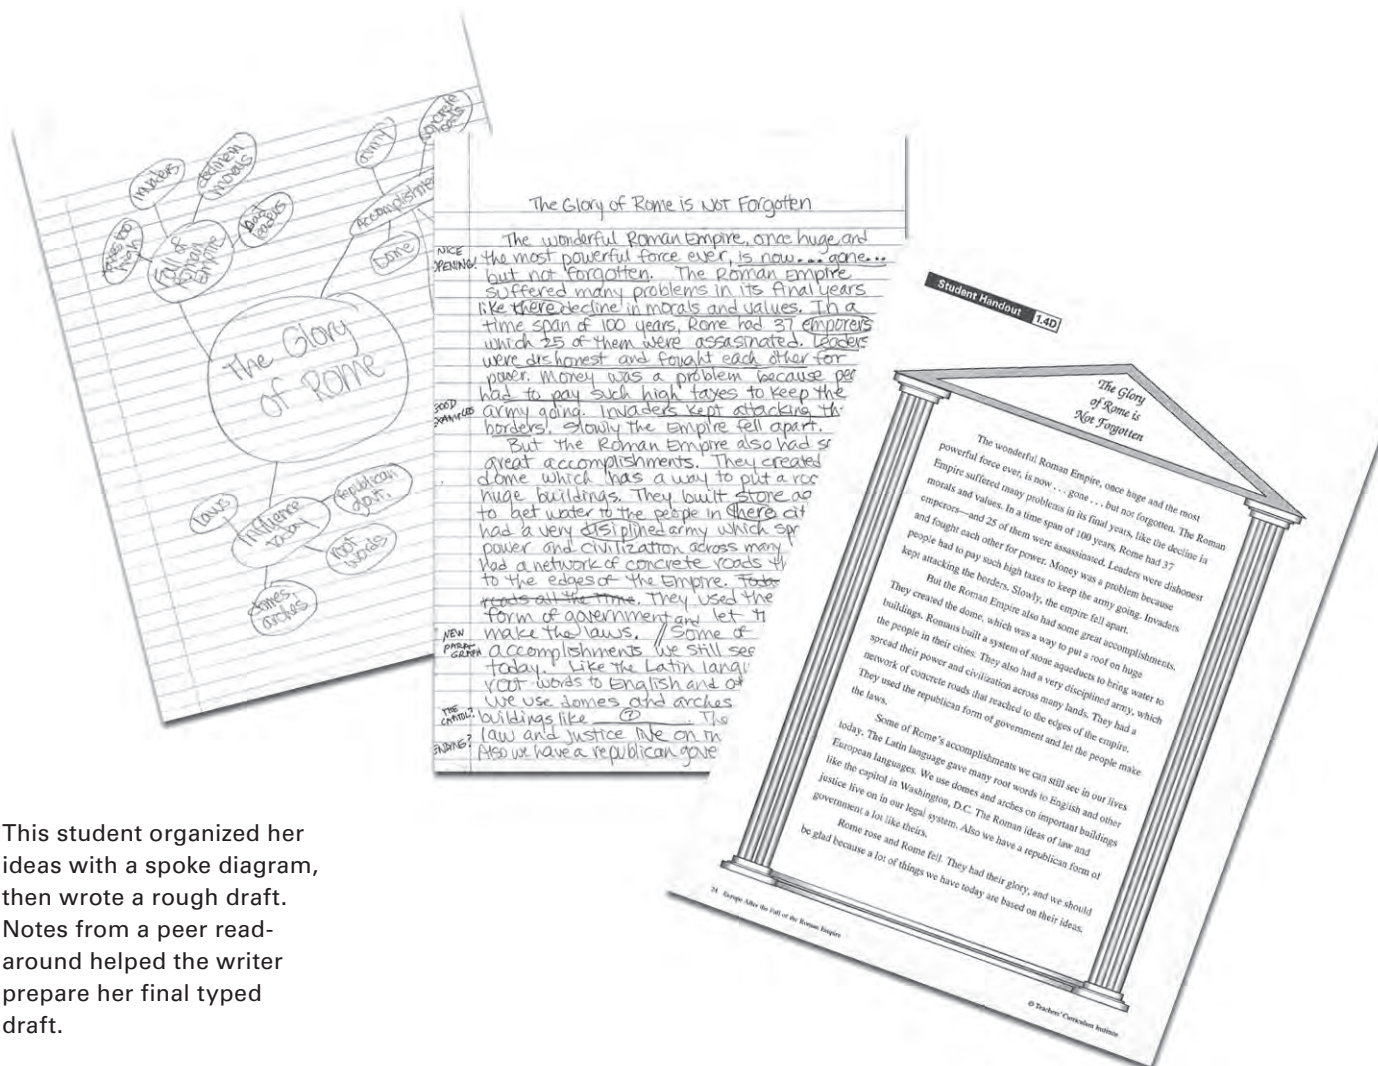 The Glory
of Rome
Fall of
Roman
Empire
invaders
decline in
morals
bad
leaders
taxes too
high
Accomplishme
army
concrete
roads
Dome
influence
today
laws
republican
govn.
root
words
domes
arches
The Glory of Rome is Not Forgotten
The wonderful Roman Empire, once huge and
NICE
OPENING! the most powerful force ever, is now... gone...
but not forgotten. The Roman Empire
suffered many problems in its final years
like there decline in morals and values. In a
time span of 100 years, Rome had 37 emporers
which 25 of them were assasinated. Leaders
were dishonest and fought each other for
power. Money was a problem because peo
had to pay such high taxes to keep the
GOOD
EXAMPLES army going. Invaders kept attacking th
borders. Slowly the Empire fell apart.
But the Roman Empire also had so
great accomplishments. They created
dome which has a way to put a roo
huge buildings. They built store aq
to get water to the people in there cit
had a very disiplined army which spr
power and civilization across many
Had a network of concrete roads th
to the edges of the Empire. Toda
roads all the time. They used the
form of government and let th
NEW
PARA-
GRAPH make the laws. // Some of
accomplishments we still see
today. Like the Latin langu
root-words to English and ot
we use domes and arches
THE
CAPITOL? buildings like ? . The
law and justice live on in
ENDING? Also we have a republican gove
Student Handout 1.4D
The Glory
of Rome is
Not Forgotten
The wonderful Roman Empire, once huge and the most
powerful force ever, is now . . . gone . . . but not forgotten. The Roman
Empire suffered many problems in its final years, like the decline in
morals and values. In a time span of 100 years, Rome had 37
emperors—and 25 of them were assassinated. Leaders were dishonest
and fought each other for power. Money was a problem because
people had to pay such high taxes to keep the army going. Invaders
kept attacking the borders. Slowly, the empire fell apart.
But the Roman Empire also had some great accomplishments.
They created the dome, which was a way to put a roof on huge
buildings. Romans built a system of stone aqueducts to bring water to
the people in their cities. They also had a very disciplined army, which
spread their power and civilization across many lands. They had a
network of concrete roads that reached to the edges of the empire.
They used the republican form of government and let the people make
the laws.
Some of Rome's accomplishments we can still see in our lives
today. The Latin language gave many root words to English and other
European languages. We use domes and arches on important buildings
like the capitol in Washington, D.C. The Roman ideas of law and
justice live on in our legal system. Also we have a republican form of
government a lot like theirs.
Rome rose and Rome fell. They had their glory, and we should
be glad because a lot of things we have today are based on their ideas.
24 Europe After the Fall of the Roman Empire
© Teachers' Curriculum Institute
This student organized her
ideas with a spoke diagram,
then wrote a rough draft.
Notes from a peer read-
around helped the writer
prepare her final typed
draft.